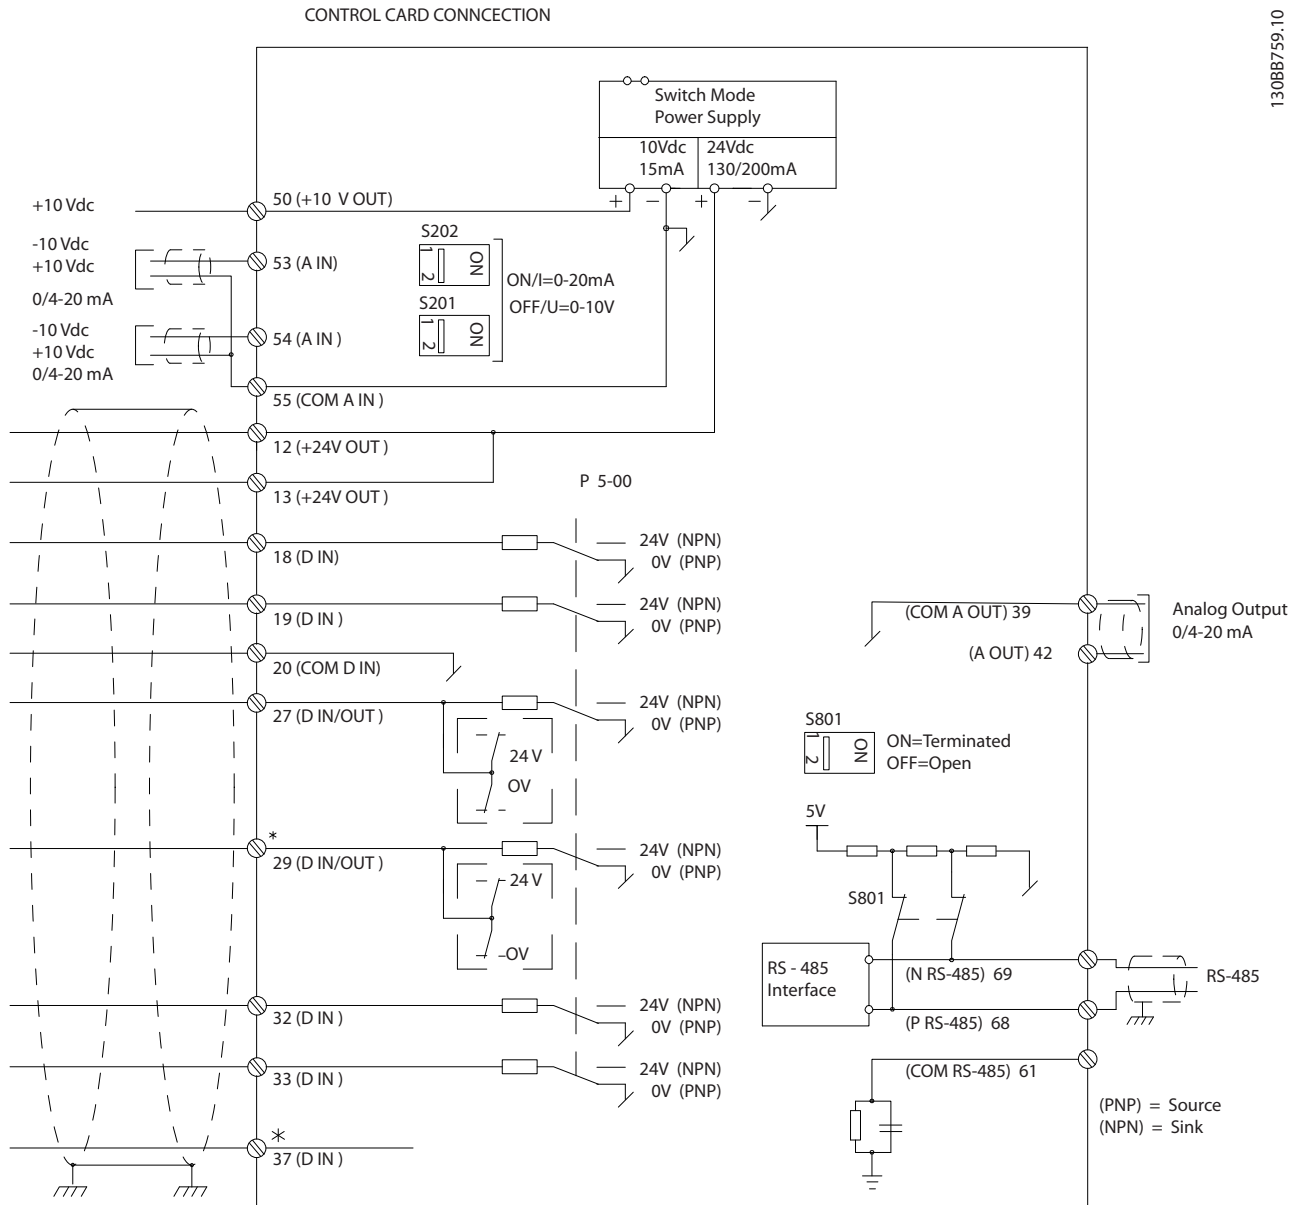 CONTROL CARD CONNCECTION
130BB759.10
Switch Mode
Power Supply
10Vdc
15mA
24Vdc
130/200mA
+ − + −
+10 Vdc
50 (+10 V OUT)
-10 Vdc
+10 Vdc
0/4-20 mA
53 (A IN)
S202
1 2 ON
ON/I=0-20mA
OFF/U=0-10V
S201
1 2 ON
-10 Vdc
+10 Vdc
0/4-20 mA
54 (A IN )
55 (COM A IN )
12 (+24V OUT )
13 (+24V OUT )
P 5-00
18 (D IN)
24V (NPN)
0V (PNP)
19 (D IN )
24V (NPN)
0V (PNP)
20 (COM D IN)
27 (D IN/OUT )
24V (NPN)
0V (PNP)
24 V
OV
*
29 (D IN/OUT )
24V (NPN)
0V (PNP)
24 V
OV
32 (D IN )
24V (NPN)
0V (PNP)
33 (D IN )
24V (NPN)
0V (PNP)
*
37 (D IN )
(COM A OUT) 39
(A OUT) 42
Analog Output
0/4-20 mA
S801
1 2 ON
ON=Terminated
OFF=Open
5V
S801
RS - 485
Interface
(N RS-485) 69
(P RS-485) 68
RS-485
(COM RS-485) 61
(PNP) = Source
(NPN) = Sink